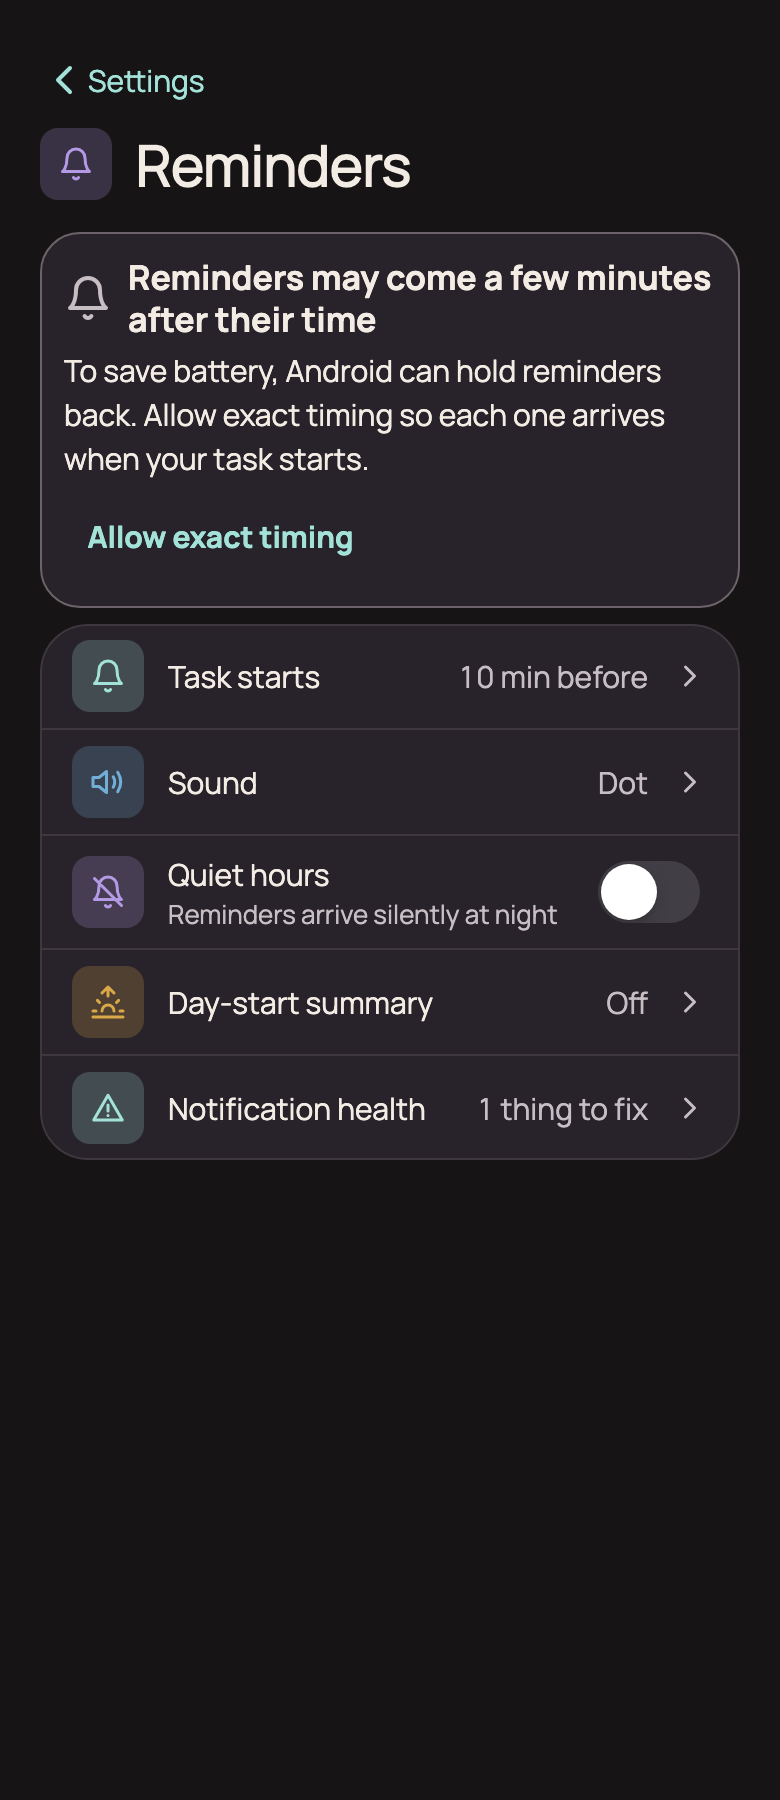 Settings
Reminders
Reminders may come a few minutes
after their time
To save battery, Android can hold reminders
back. Allow exact timing so each one arrives
when your task starts.
Allow exact timing
Task starts 10 min before
Sound Dot
Quiet hours
Reminders arrive silently at night
Day-start summary Off
Notification health 1 thing to fix